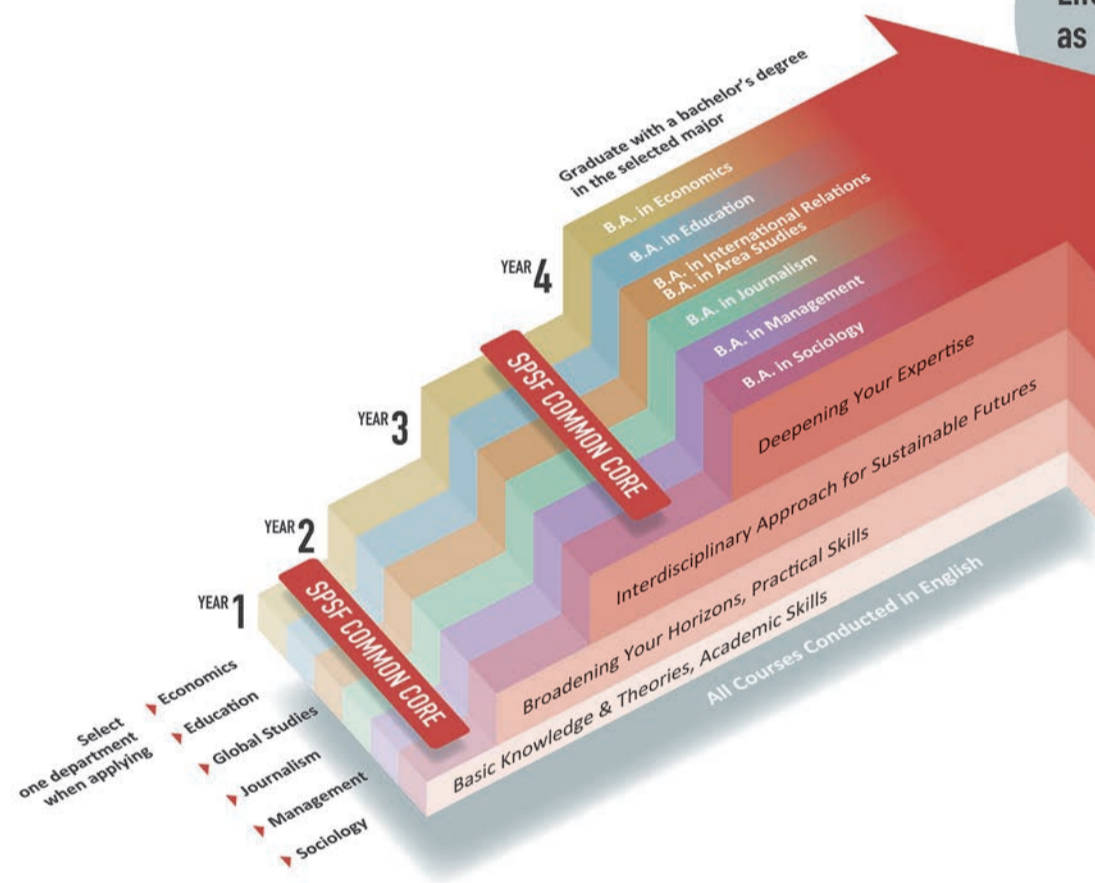 as
Graduate with a bachelor's degree
in the selected major
B.A. in Economics
B.A. in Education
B.A. in International Relations
B.A. in Area Studies
B.A. in Journalism
B.A. in Management
B.A. in Sociology
YEAR 4
YEAR 3
YEAR 2
YEAR 1
SPSF COMMON CORE
SPSF COMMON CORE
Deepening Your Expertise
Interdisciplinary Approach for Sustainable Futures
Broadening Your Horizons, Practical Skills
Basic Knowledge & Theories, Academic Skills
All Courses Conducted in English
Select
one department
when applying
Economics
Education
Global Studies
Journalism
Management
Sociology